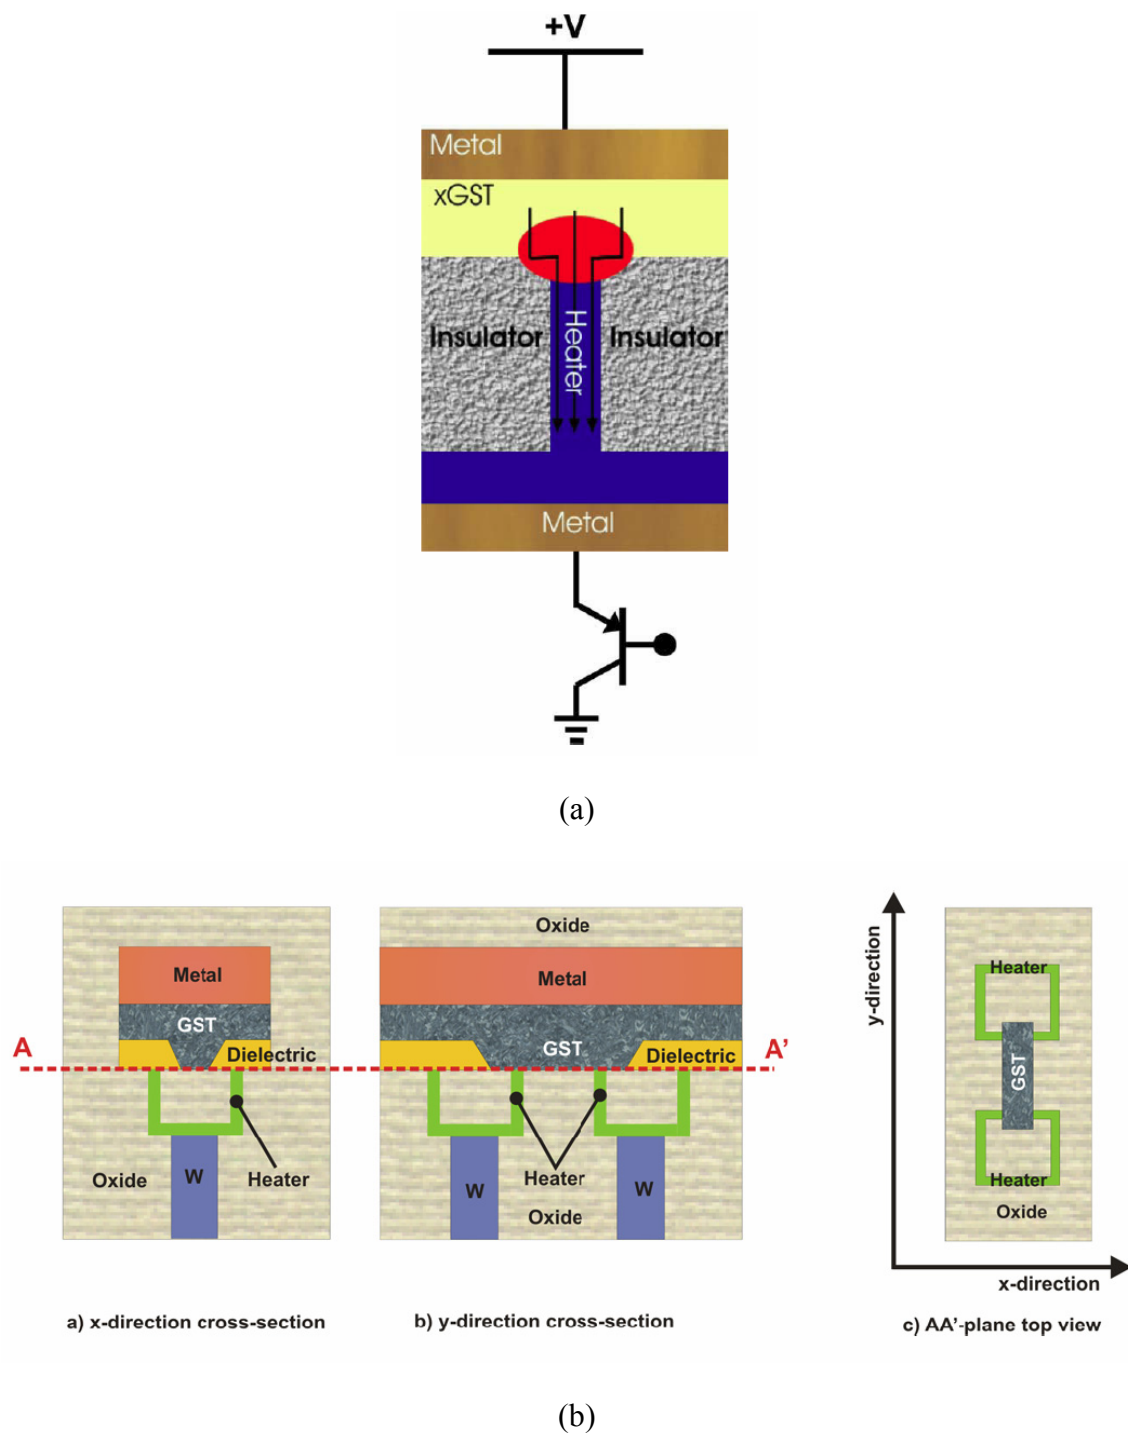 +V
Metal
xGST
Insulator
Heater
Insulator
Metal
(a)
Metal
GST
A
Dielectric
Oxide
W
Heater
a) x-direction cross-section
Oxide
Metal
GST
Dielectric
A'
W
Heater
W
Oxide
b) y-direction cross-section
y-direction
Heater
GST
Heater
Oxide
x-direction
c) AA'-plane top view
(b)